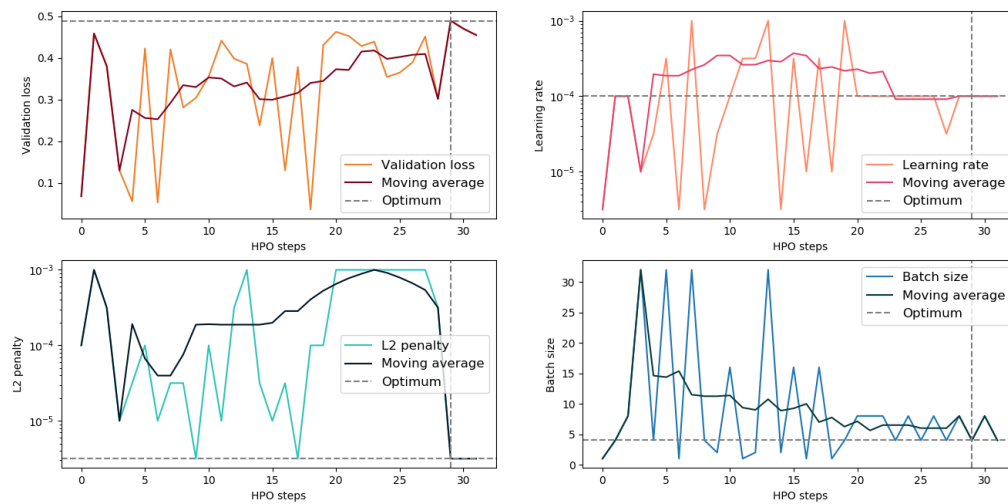 Validation loss
0.5
0.4
0.3
0.2
0.1
0
5
10
15
20
25
30
HPO steps
Validation loss
Moving average
Optimum
Learning rate
10⁻³
10⁻⁴
10⁻⁵
0
5
10
15
20
25
30
HPO steps
Learning rate
Moving average
Optimum
L2 penalty
10⁻³
10⁻⁴
10⁻⁵
0
5
10
15
20
25
30
HPO steps
L2 penalty
Moving average
Optimum
Batch size
30
25
20
15
10
5
0
0
5
10
15
20
25
30
HPO steps
Batch size
Moving average
Optimum